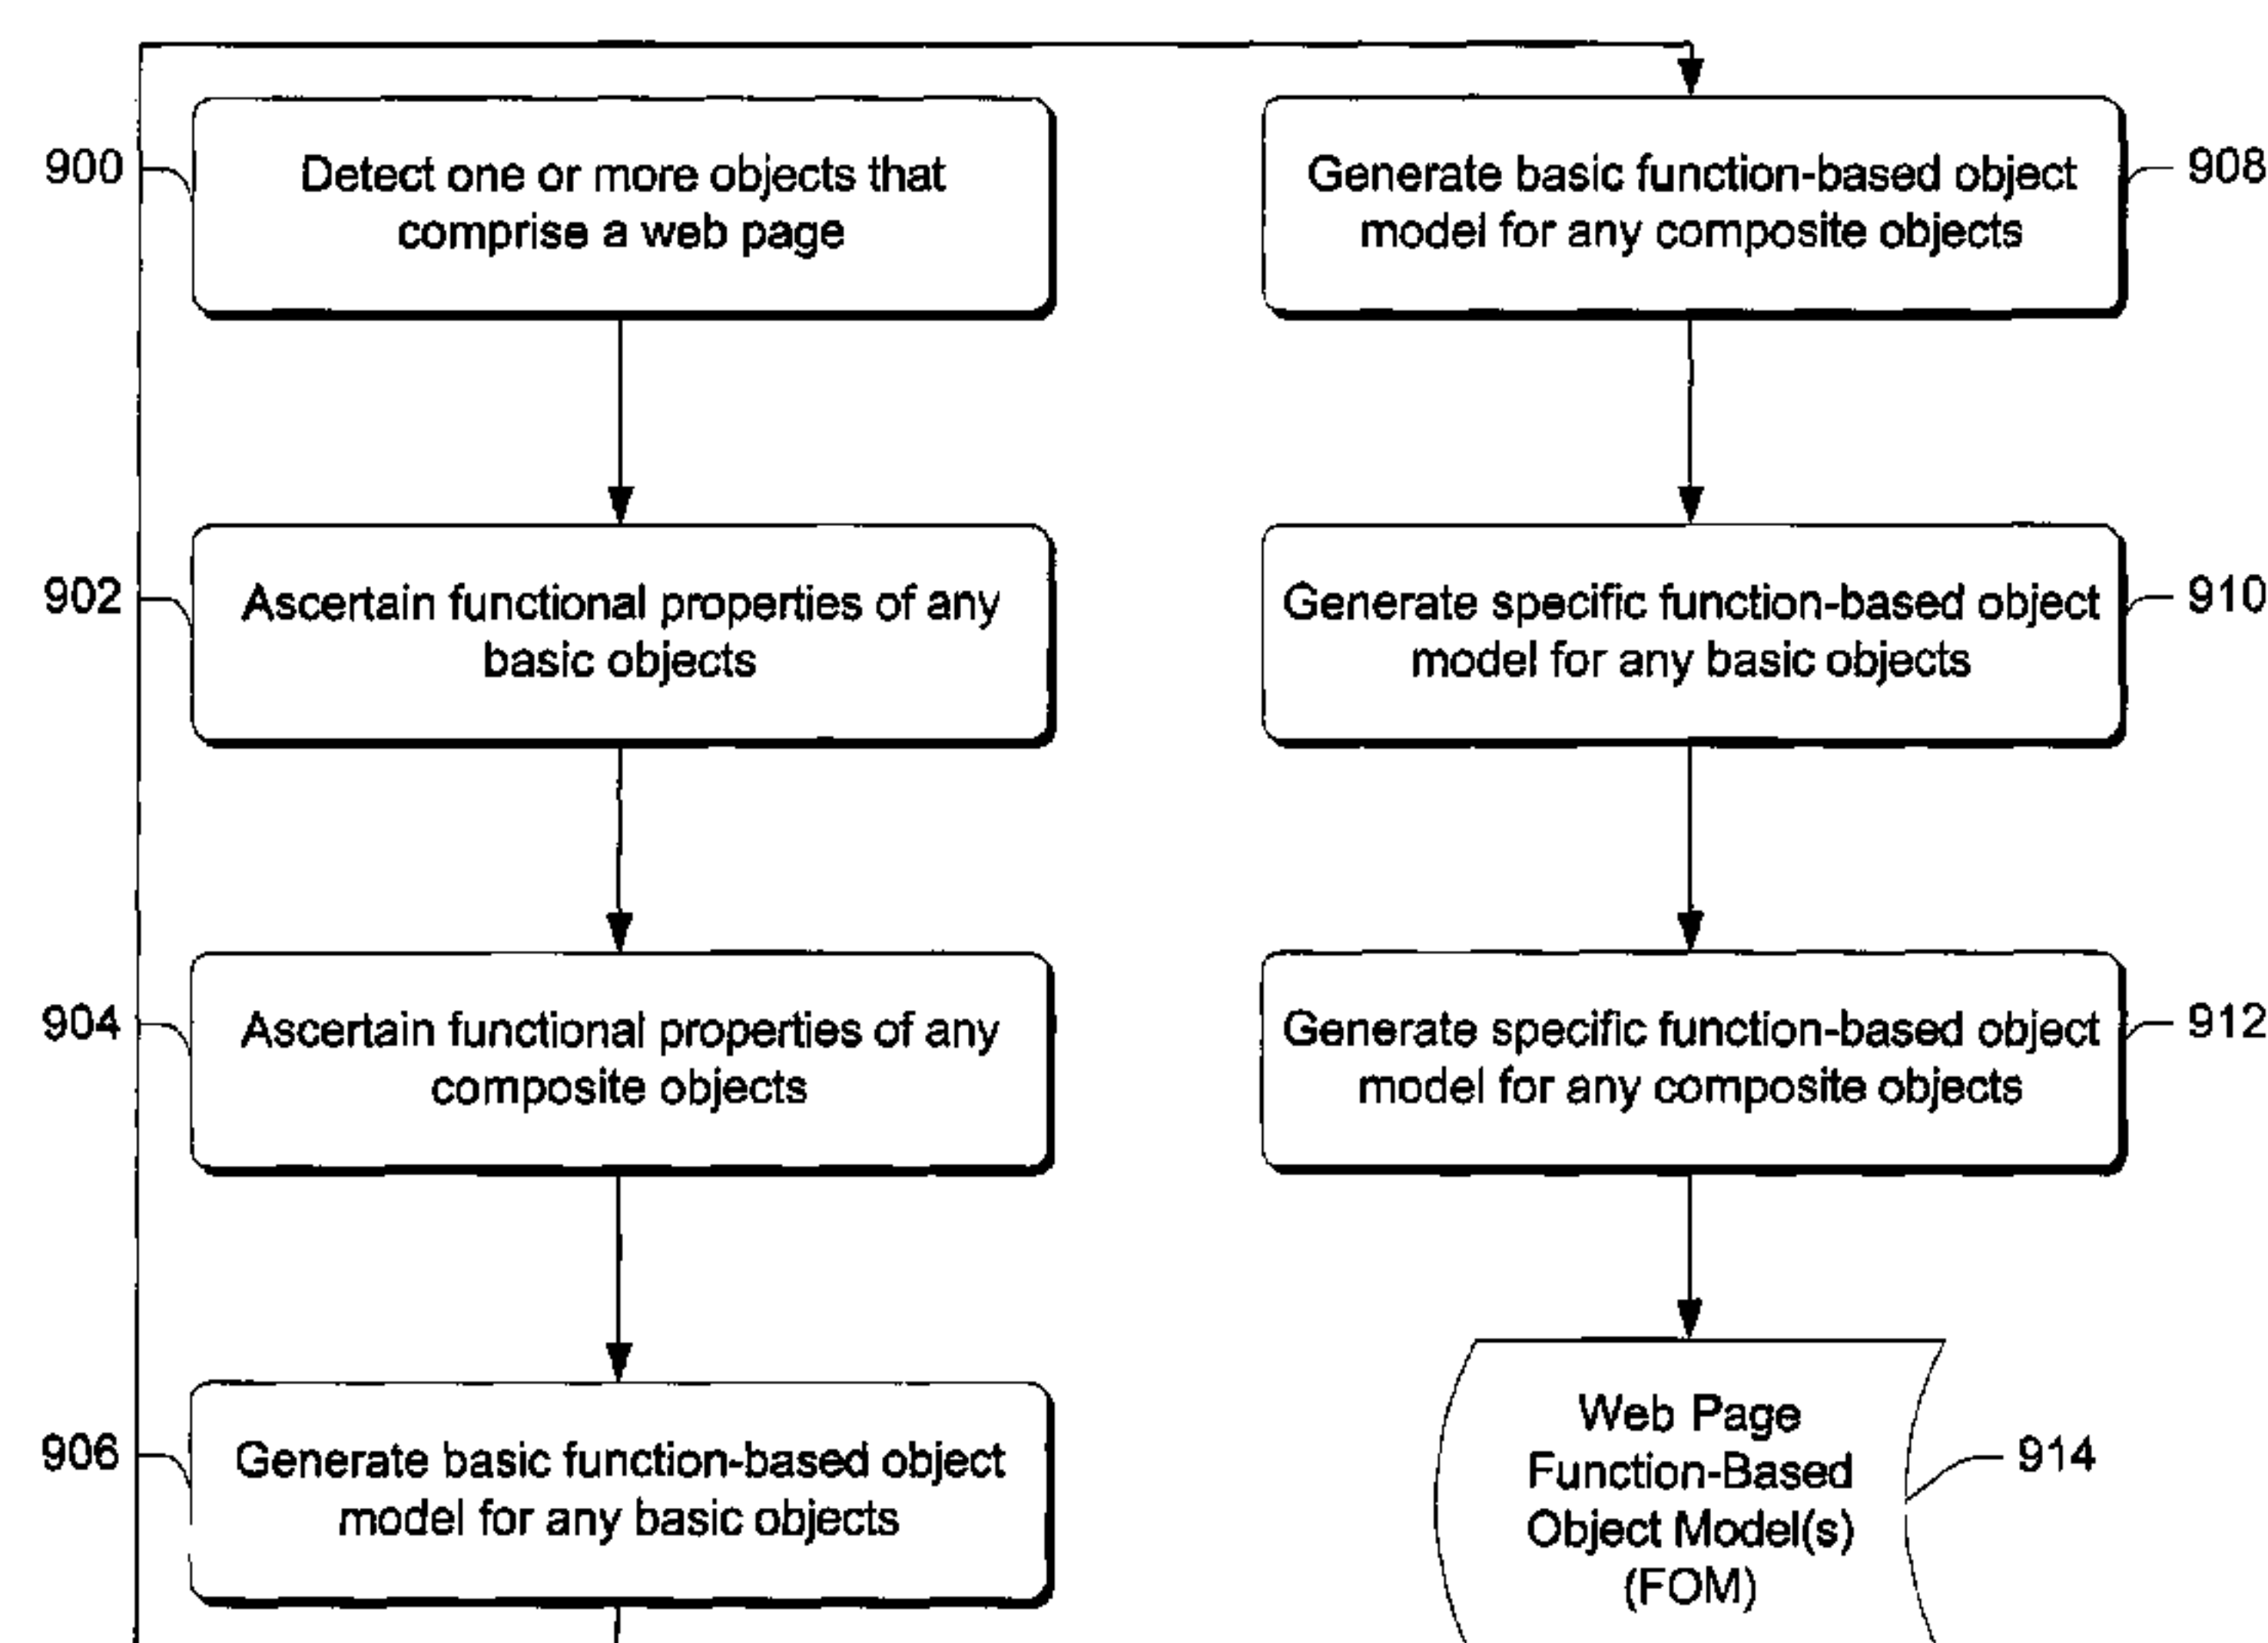 900
Detect one or more objects that
comprise a web page
902
Ascertain functional properties of any
basic objects
904
Ascertain functional properties of any
composite objects
906
Generate basic function-based object
model for any basic objects
Generate basic function-based object
model for any composite objects
908
Generate specific function-based object
model for any basic objects
910
Generate specific function-based object
model for any composite objects
912
Web Page
Function-Based
Object Model(s)
(FOM)
914